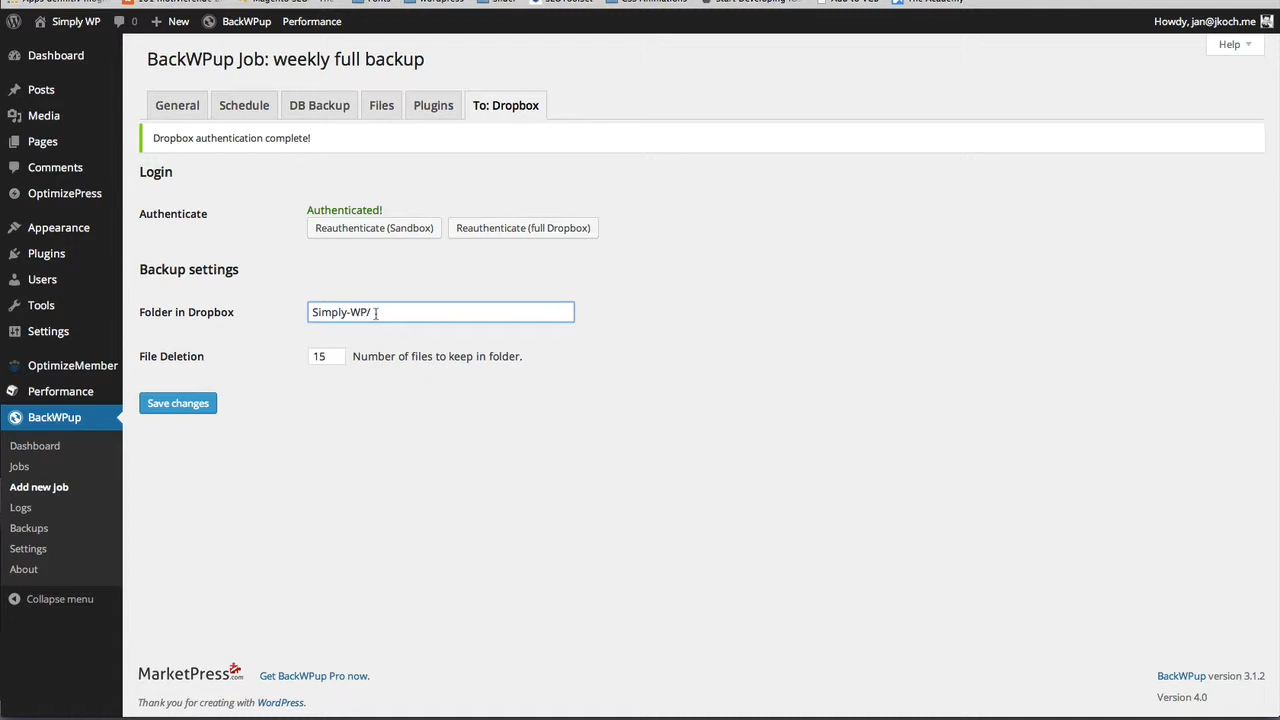 Simply WP 0 New BackWPup Performance Howdy, jan@jkoch.me
Help
Dashboard
Posts
Media
Pages
Comments
OptimizePress
Appearance
Plugins
Users
Tools
Settings
OptimizeMember
Performance
BackWPup
Dashboard
Jobs
Add new job
Logs
Backups
Settings
About
Collapse menu
BackWPup Job: weekly full backup
General Schedule DB Backup Files Plugins To: Dropbox
Dropbox authentication complete!
Login
Authenticate
Authenticated!
Reauthenticate (Sandbox) Reauthenticate (full Dropbox)
Backup settings
Folder in Dropbox Simply-WP/
File Deletion 15 Number of files to keep in folder.
Save changes
MarketPress.com Get BackWPup Pro now. BackWPup version 3.1.2
Thank you for creating with WordPress. Version 4.0